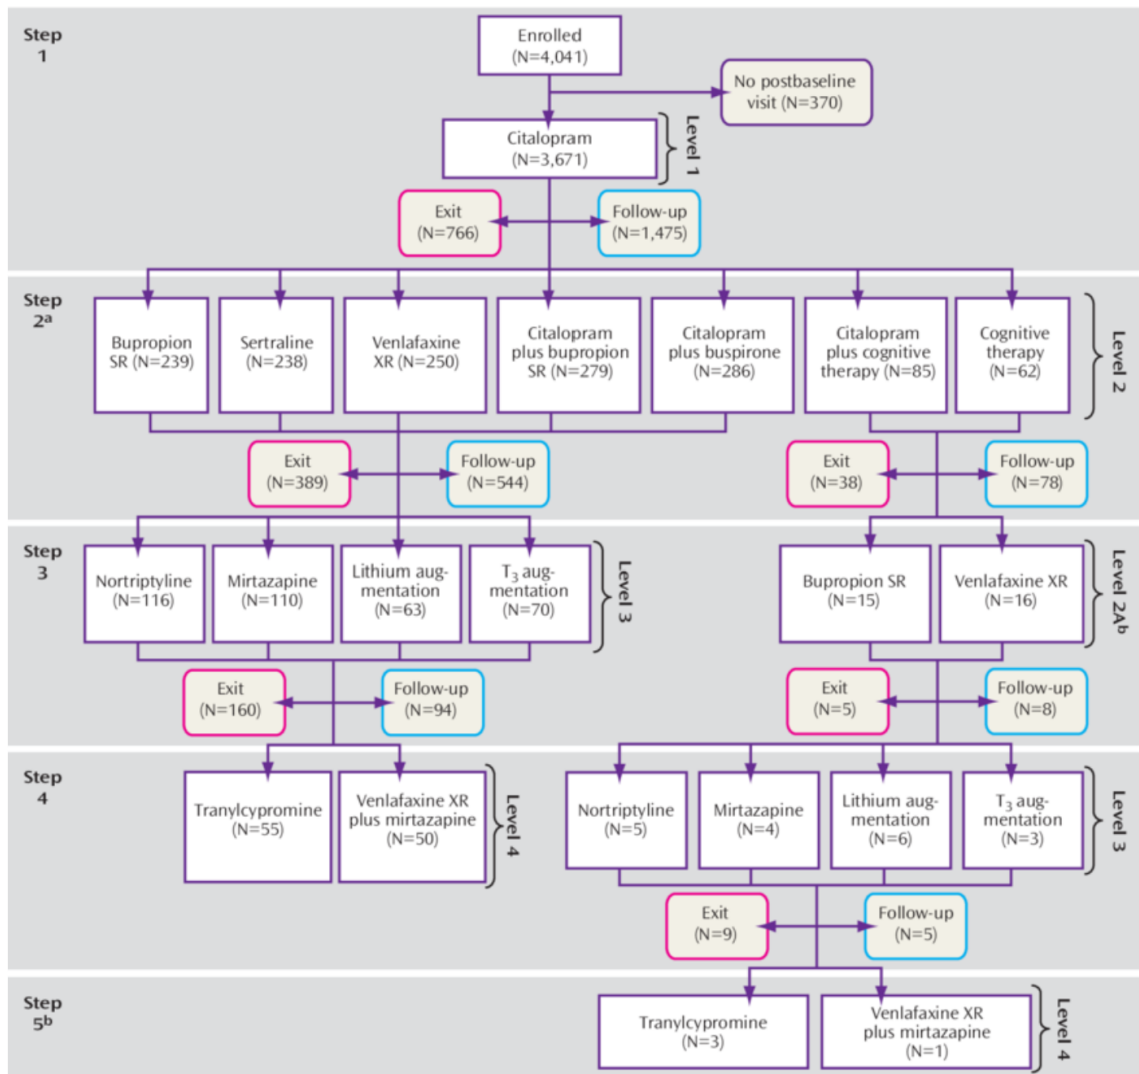 Step
1
Enrolled
(N=4,041)
No postbaseline
visit (N=370)
Citalopram
(N=3,671)
Level 1
Exit
(N=766)
Follow-up
(N=1,475)
Step
2a
Bupropion
SR (N=239)
Sertraline
(N=238)
Venlafaxine
XR (N=250)
Citalopram
plus bupropion
SR (N=279)
Citalopram
plus buspirone
(N=286)
Citalopram
plus cognitive
therapy (N=85)
Cognitive
therapy
(N=62)
Level 2
Exit
(N=389)
Follow-up
(N=544)
Exit
(N=38)
Follow-up
(N=78)
Step
3
Nortriptyline
(N=116)
Mirtazapine
(N=110)
Lithium aug-
mentation
(N=63)
T3 aug-
mentation
(N=70)
Level 3
Bupropion SR
(N=15)
Venlafaxine XR
(N=16)
Level 2Ab
Exit
(N=160)
Follow-up
(N=94)
Exit
(N=5)
Follow-up
(N=8)
Step
4
Tranylcypromine
(N=55)
Venlafaxine XR
plus mirtazapine
(N=50)
Level 4
Nortriptyline
(N=5)
Mirtazapine
(N=4)
Lithium aug-
mentation
(N=6)
T3 aug-
mentation
(N=3)
Level 3
Exit
(N=9)
Follow-up
(N=5)
Step
5b
Tranylcypromine
(N=3)
Venlafaxine XR
plus mirtazapine
(N=1)
Level 4